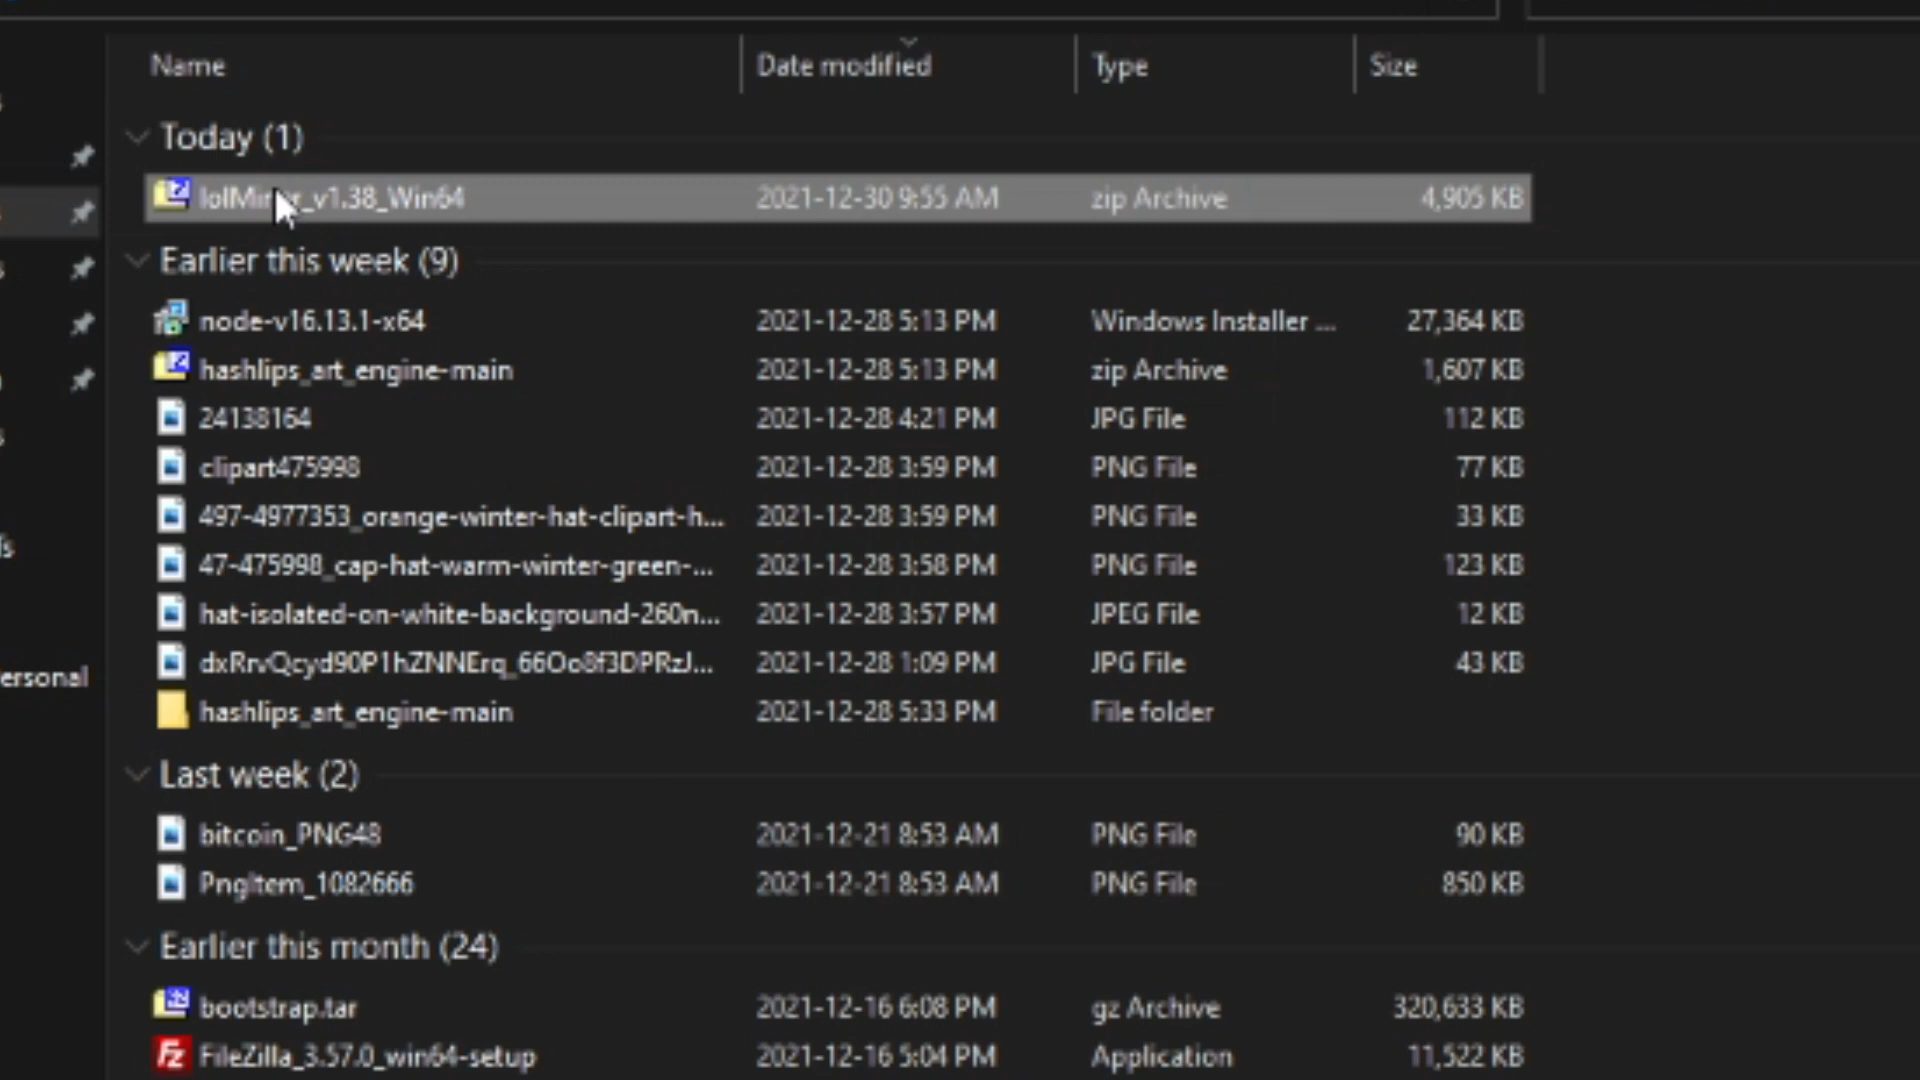 Name Date modified Type Size
Today (1)
lolMiner_v1.38_Win64 2021-12-30 9:55 AM zip Archive 4,905 KB
Earlier this week (9)
node-v16.13.1-x64 2021-12-28 5:13 PM Windows Installer ... 27,364 KB
hashlips_art_engine-main 2021-12-28 5:13 PM zip Archive 1,607 KB
24138164 2021-12-28 4:21 PM JPG File 112 KB
clipart475998 2021-12-28 3:59 PM PNG File 77 KB
497-4977353_orange-winter-hat-clipart-h... 2021-12-28 3:59 PM PNG File 33 KB
47-475998_cap-hat-warm-winter-green-... 2021-12-28 3:58 PM PNG File 123 KB
hat-isolated-on-white-background-260n... 2021-12-28 3:57 PM JPEG File 12 KB
dxRrvQcyd90P1hZNNErq_66Oo8f3DPRzJ... 2021-12-28 1:09 PM JPG File 43 KB
ersonal
hashlips_art_engine-main 2021-12-28 5:33 PM File folder
Last week (2)
bitcoin_PNG48 2021-12-21 8:53 AM PNG File 90 KB
PngItem_1082666 2021-12-21 8:53 AM PNG File 850 KB
Earlier this month (24)
bootstrap.tar 2021-12-16 6:08 PM gz Archive 320,633 KB
FileZilla_3.57.0_win64-setup 2021-12-16 5:04 PM Application 11,522 KB